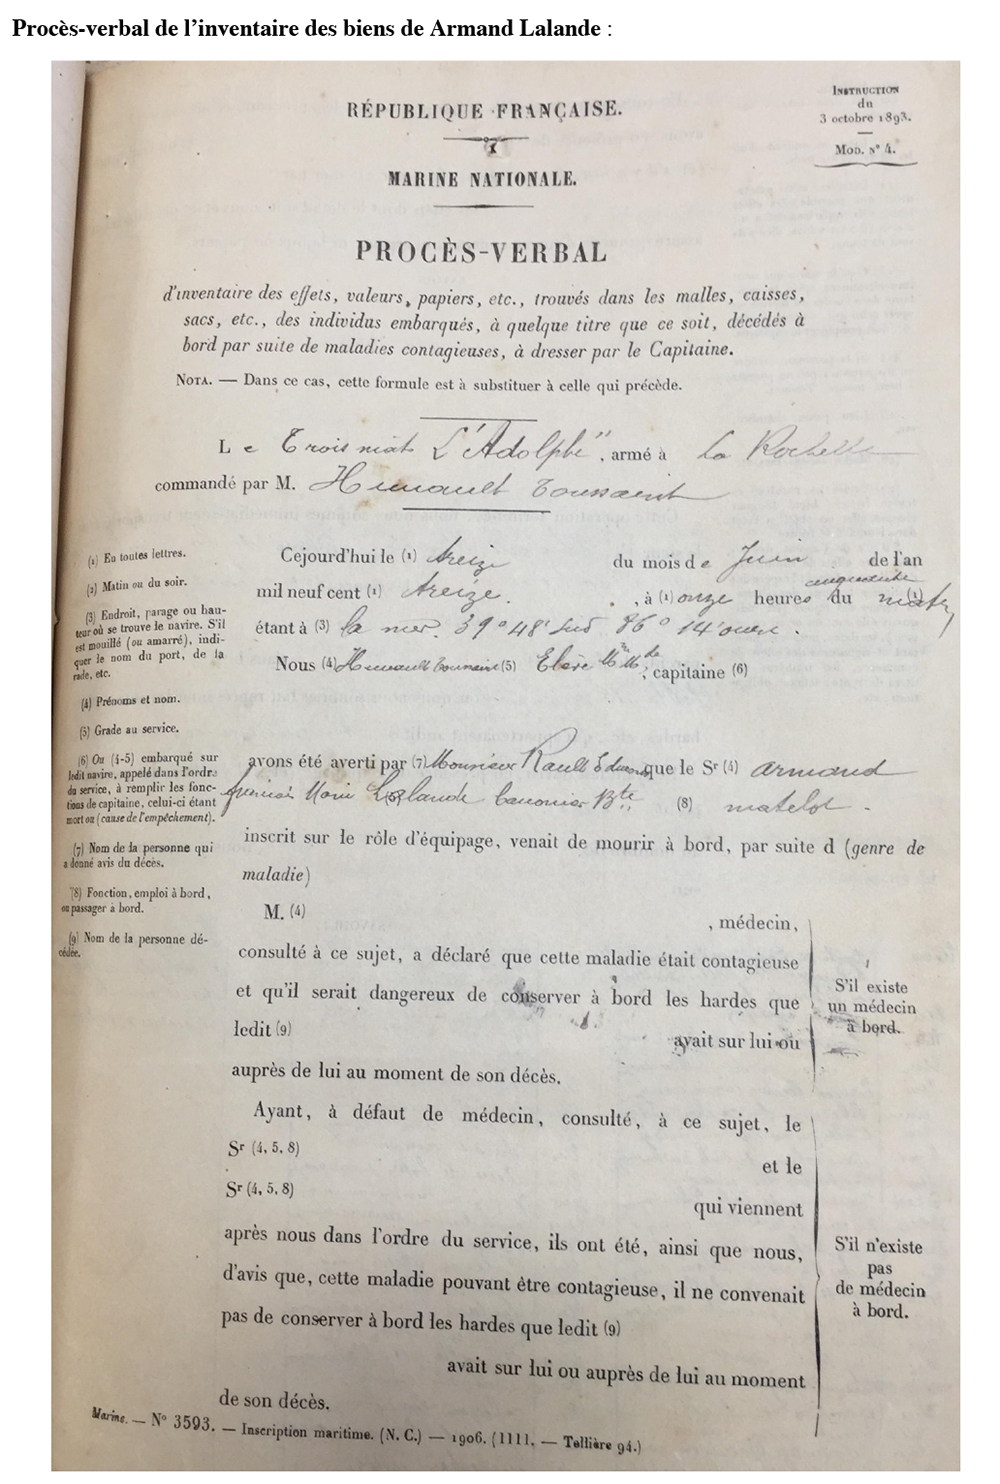 Procès-verbal de l’inventaire des biens de Armand Lalande :
INSTRUCTION
du
3 octobre 1893.
MOD. N° 4.
RÉPUBLIQUE FRANÇAISE.
MARINE NATIONALE.
PROCÈS-VERBAL
d'inventaire des effets, valeurs, papiers, etc., trouvés dans les malles, caisses,
sacs, etc., des individus embarqués, à quelque titre que ce soit, décédés à
bord par suite de maladies contagieuses, à dresser par le Capitaine.
NOTA. — Dans ce cas, cette formule est à substituer à celle qui précède.
Le Trois mats L'Adolphe", armé à La Rochelle
commandé par M. Hunault Toussaint
(1) En toutes lettres.
(2) Matin ou du soir.
(3) Endroit, parage ou hau-
teur où se trouve le navire. S'il
est mouillé (ou amarré), indi-
quer le nom du port, de la
rade, etc.
(4) Prénoms et nom.
(5) Grade au service.
(6) Ou (4-5) embarqué sur
ledit navire, appelé dans l'ordre
du service, à remplir les fonc-
tions de capitaine, celui-ci étant
mort ou (cause de l'empêchement).
(7) Nom de la personne qui
a donné avis du décès.
(8) Fonction, emploi à bord,
ou passager à bord.
(9) Nom de la personne dé-
cédée.
Cejourd'hui le (1) treize du mois de Juin de l'an
mil neuf cent (1) treize. , à (1) onze heures du matin
étant à (3) la mer. 39° 48' Sud 86° 14' ouest.
Nous (4) Hunault Toussaint (5) capitaine (6)
avons été averti par (7) Monsieur Rault que le Sr (4) Armand
Marie Lalande (8) matelot.
inscrit sur le rôle d'équipage, venait de mourir à bord, par suite d (genre de
maladie)
M. (4) , médecin,
consulté à ce sujet, a déclaré que cette maladie était contagieuse
et qu'il serait dangereux de conserver à bord les hardes que
ledit (9)
avait sur lui ou
auprès de lui au moment de son décès.
S'il existe
un médecin
à bord.
Ayant, à défaut de médecin, consulté, à ce sujet, le
Sr (4, 5, 8)
et le
Sr (4, 5, 8)
qui viennent
après nous dans l'ordre du service, ils ont été, ainsi que nous,
d'avis que, cette maladie pouvant être contagieuse, il ne convenait
pas de conserver à bord les hardes que ledit (9)
avait sur lui ou auprès de lui au moment
de son décès.
S'il n'existe
pas
de médecin
à bord.
Marine. — N° 3593. — Inscription maritime. (N. C.) — 1906. (1111. — Tellière 94.)